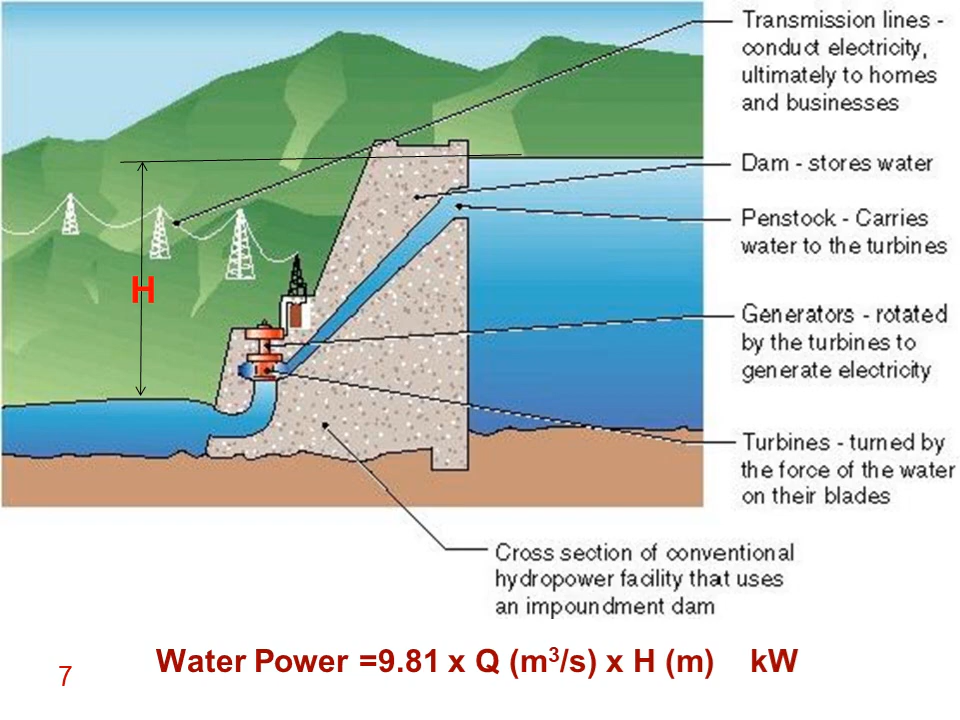 Transmission lines -
conduct electricity,
ultimately to homes
and businesses
Dam - stores water
Penstock - Carries
water to the turbines
H
Generators - rotated
by the turbines to
generate electricity
Turbines - turned by
the force of the water
on their blades
Cross section of conventional
hydropower facility that uses
an impoundment dam
Water Power =9.81 x Q (m³/s) x H (m) kW
7